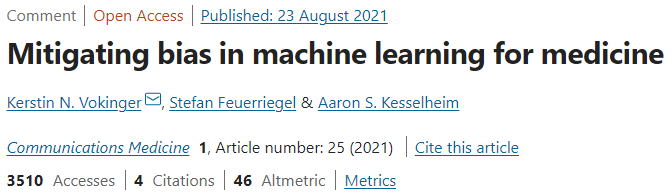 Comment | Open Access | Published: 23 August 2021
Mitigating bias in machine learning for medicine
Kerstin N. Vokinger, Stefan Feuerriegel & Aaron S. Kesselheim
Communications Medicine 1, Article number: 25 (2021) | Cite this article
3510 Accesses | 4 Citations | 46 Altmetric | Metrics